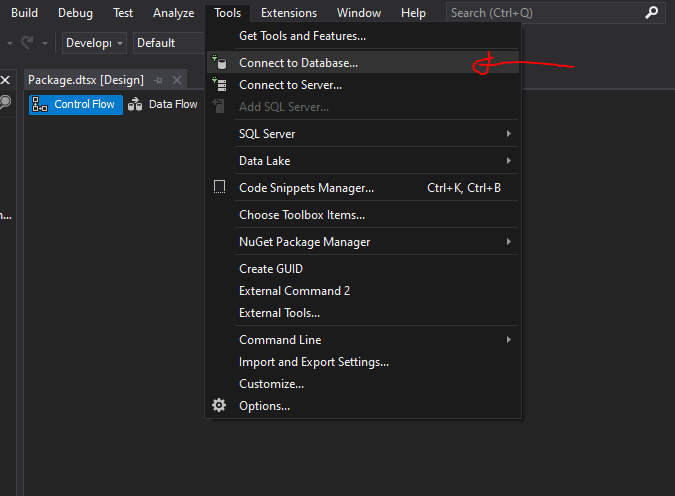 Build Debug Test Analyze Tools Extensions Window Help Search (Ctrl+Q)
Developı Default
Get Tools and Features...
Connect to Database...
Package.dtsx [Design]
Connect to Server...
Control Flow Data Flow
Add SQL Server...
SQL Server
Data Lake
Code Snippets Manager... Ctrl+K, Ctrl+B
n...
Choose Toolbox Items...
NuGet Package Manager
Create GUID
External Command 2
External Tools...
Command Line
Import and Export Settings...
Customize...
Options...